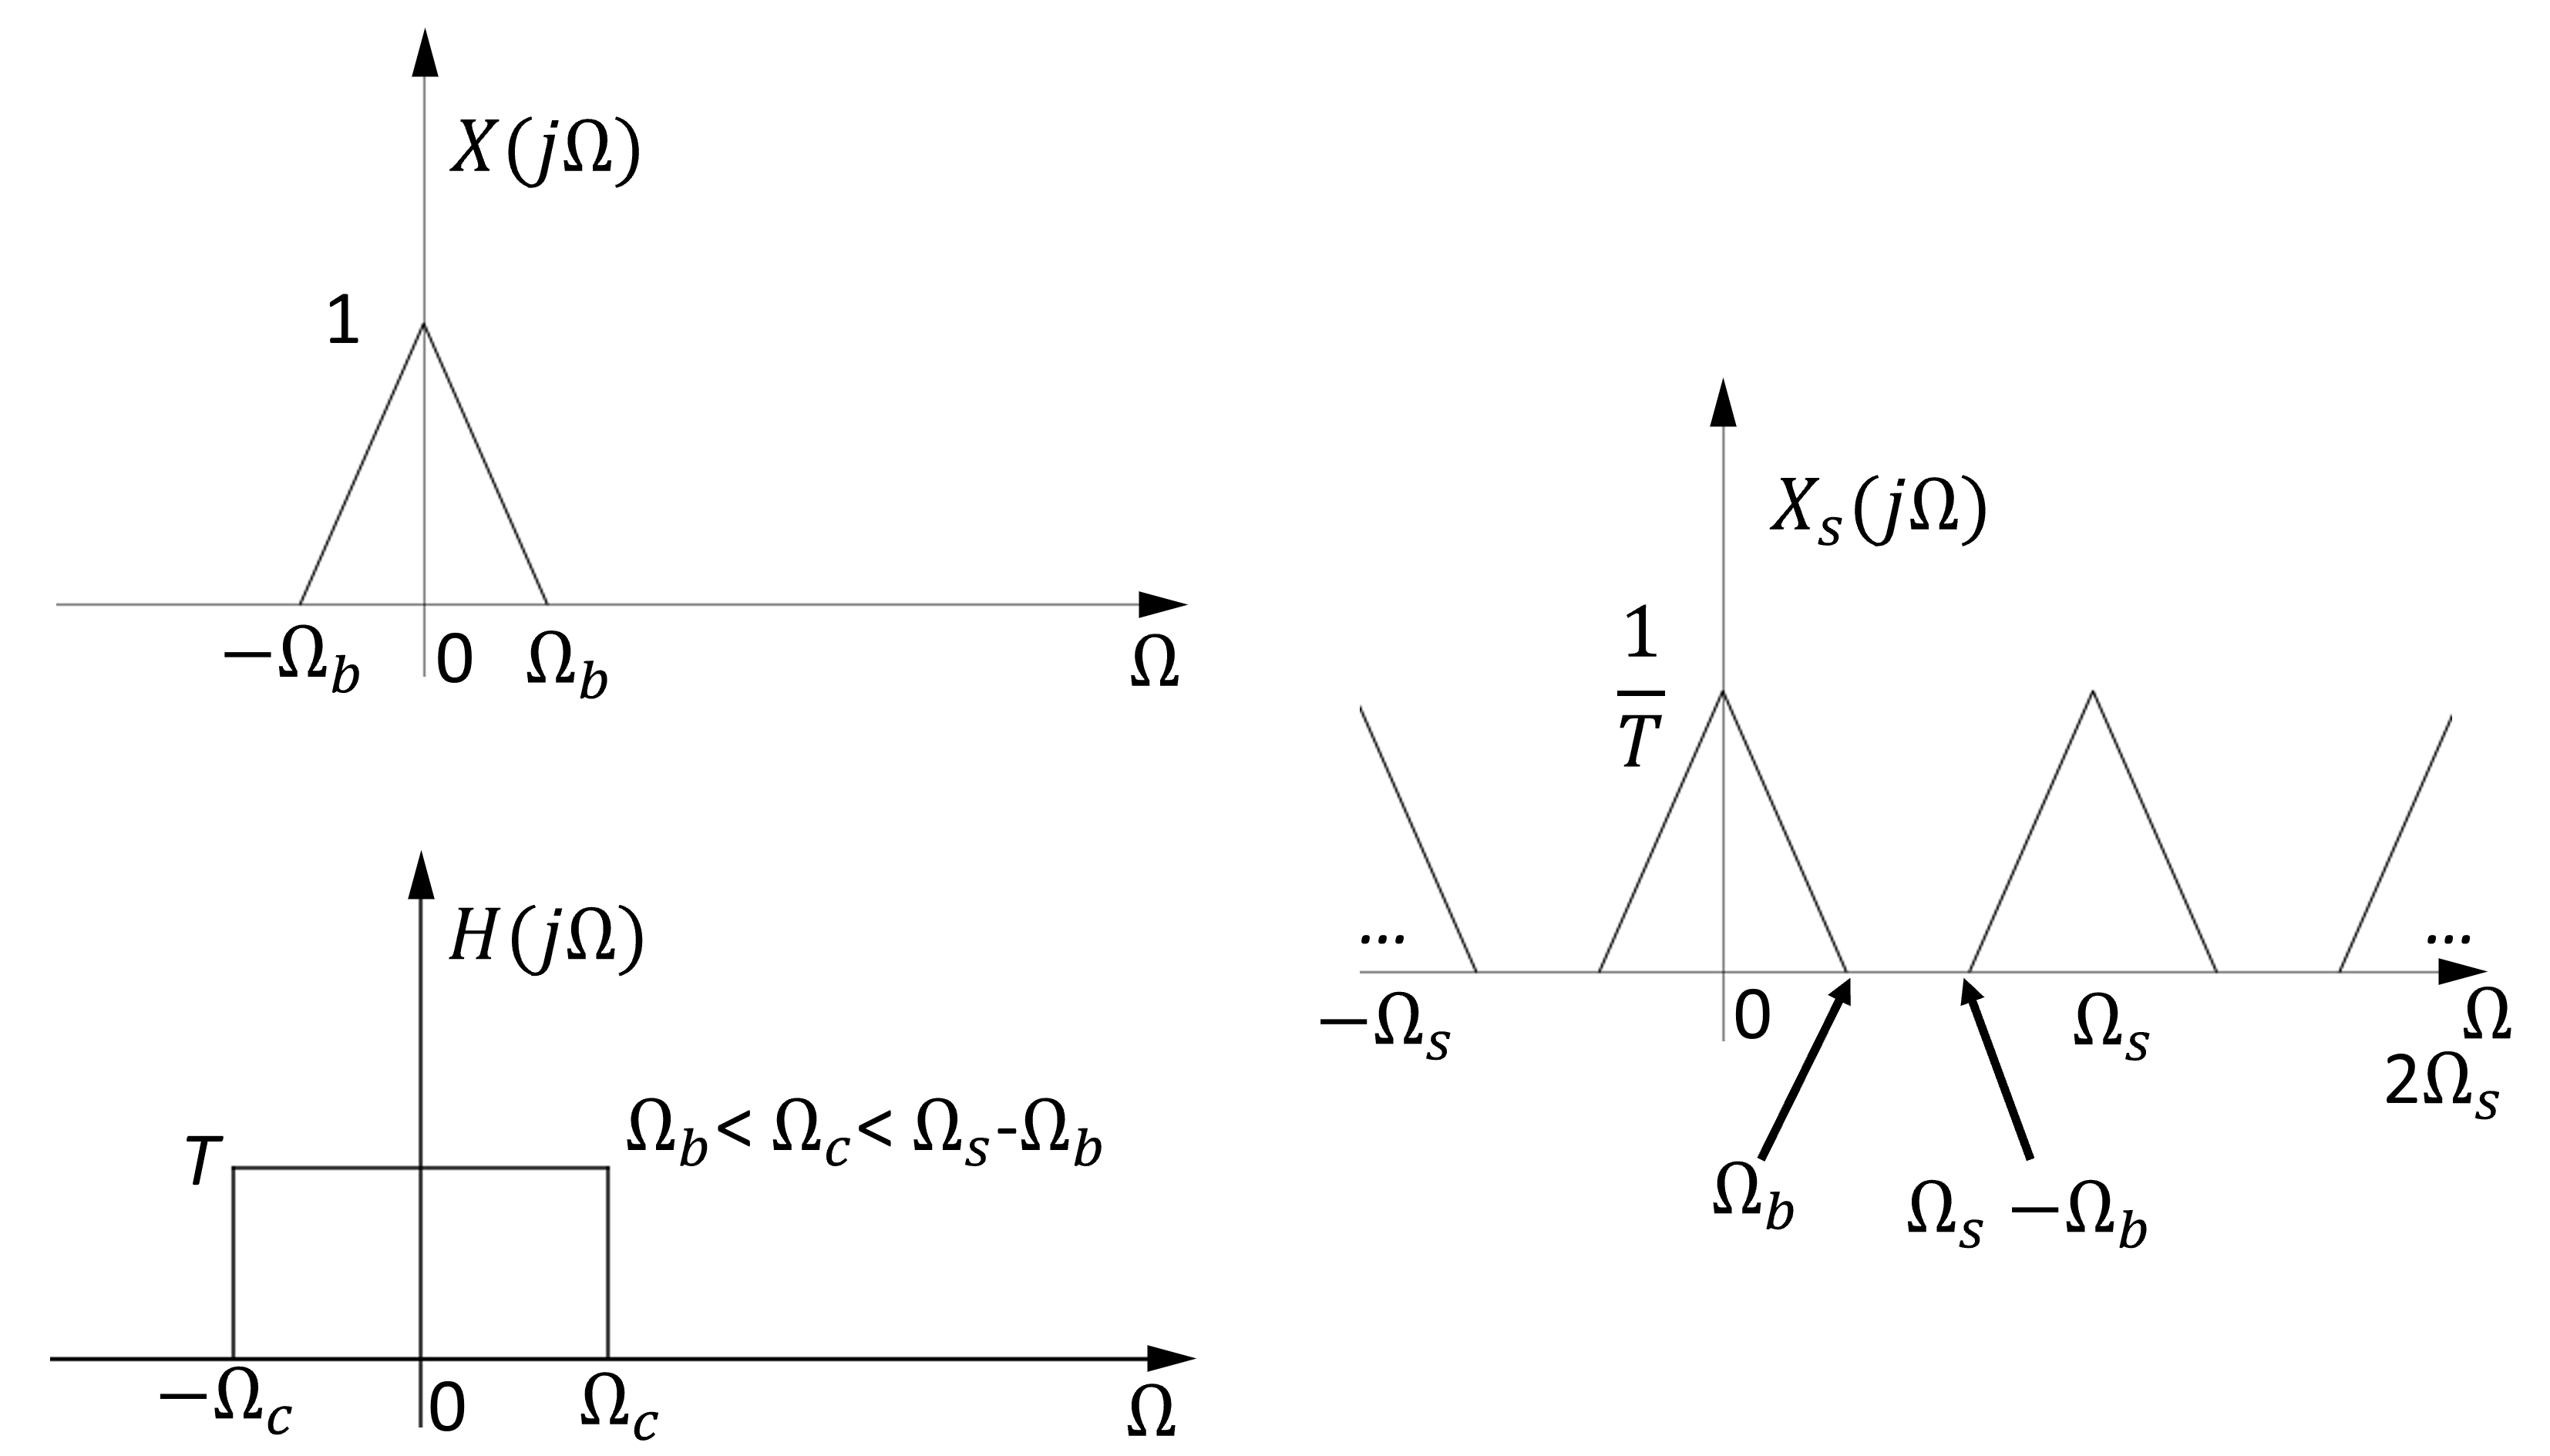 X(jΩ)
1
−Ω_b 0 Ω_b Ω
H(jΩ)
T
Ω_b < Ω_c < Ω_s-Ω_b
−Ω_c 0 Ω_c Ω
X_s(jΩ)
1/T
... ...
−Ω_s 0 Ω_s Ω
2Ω_s
Ω_b Ω_s −Ω_b